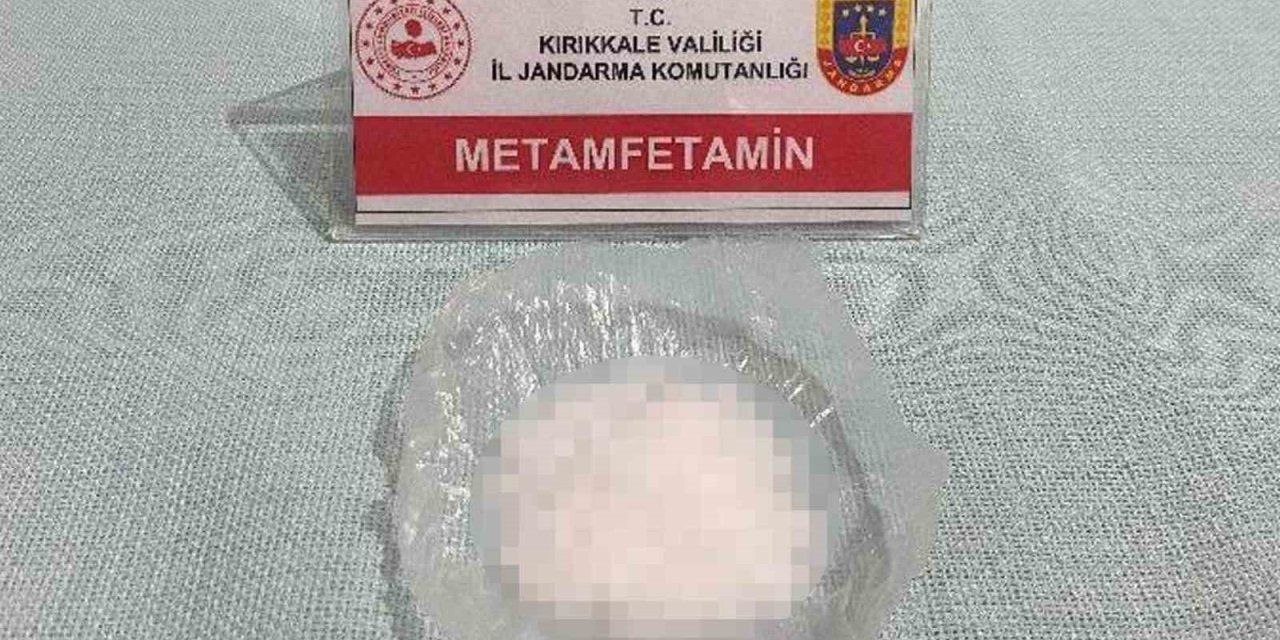 T.C.
KIRIKKALE VALİLİĞİ
İL JANDARMA KOMUTANLIĞI
JANDARMA
METAMFETAMİN